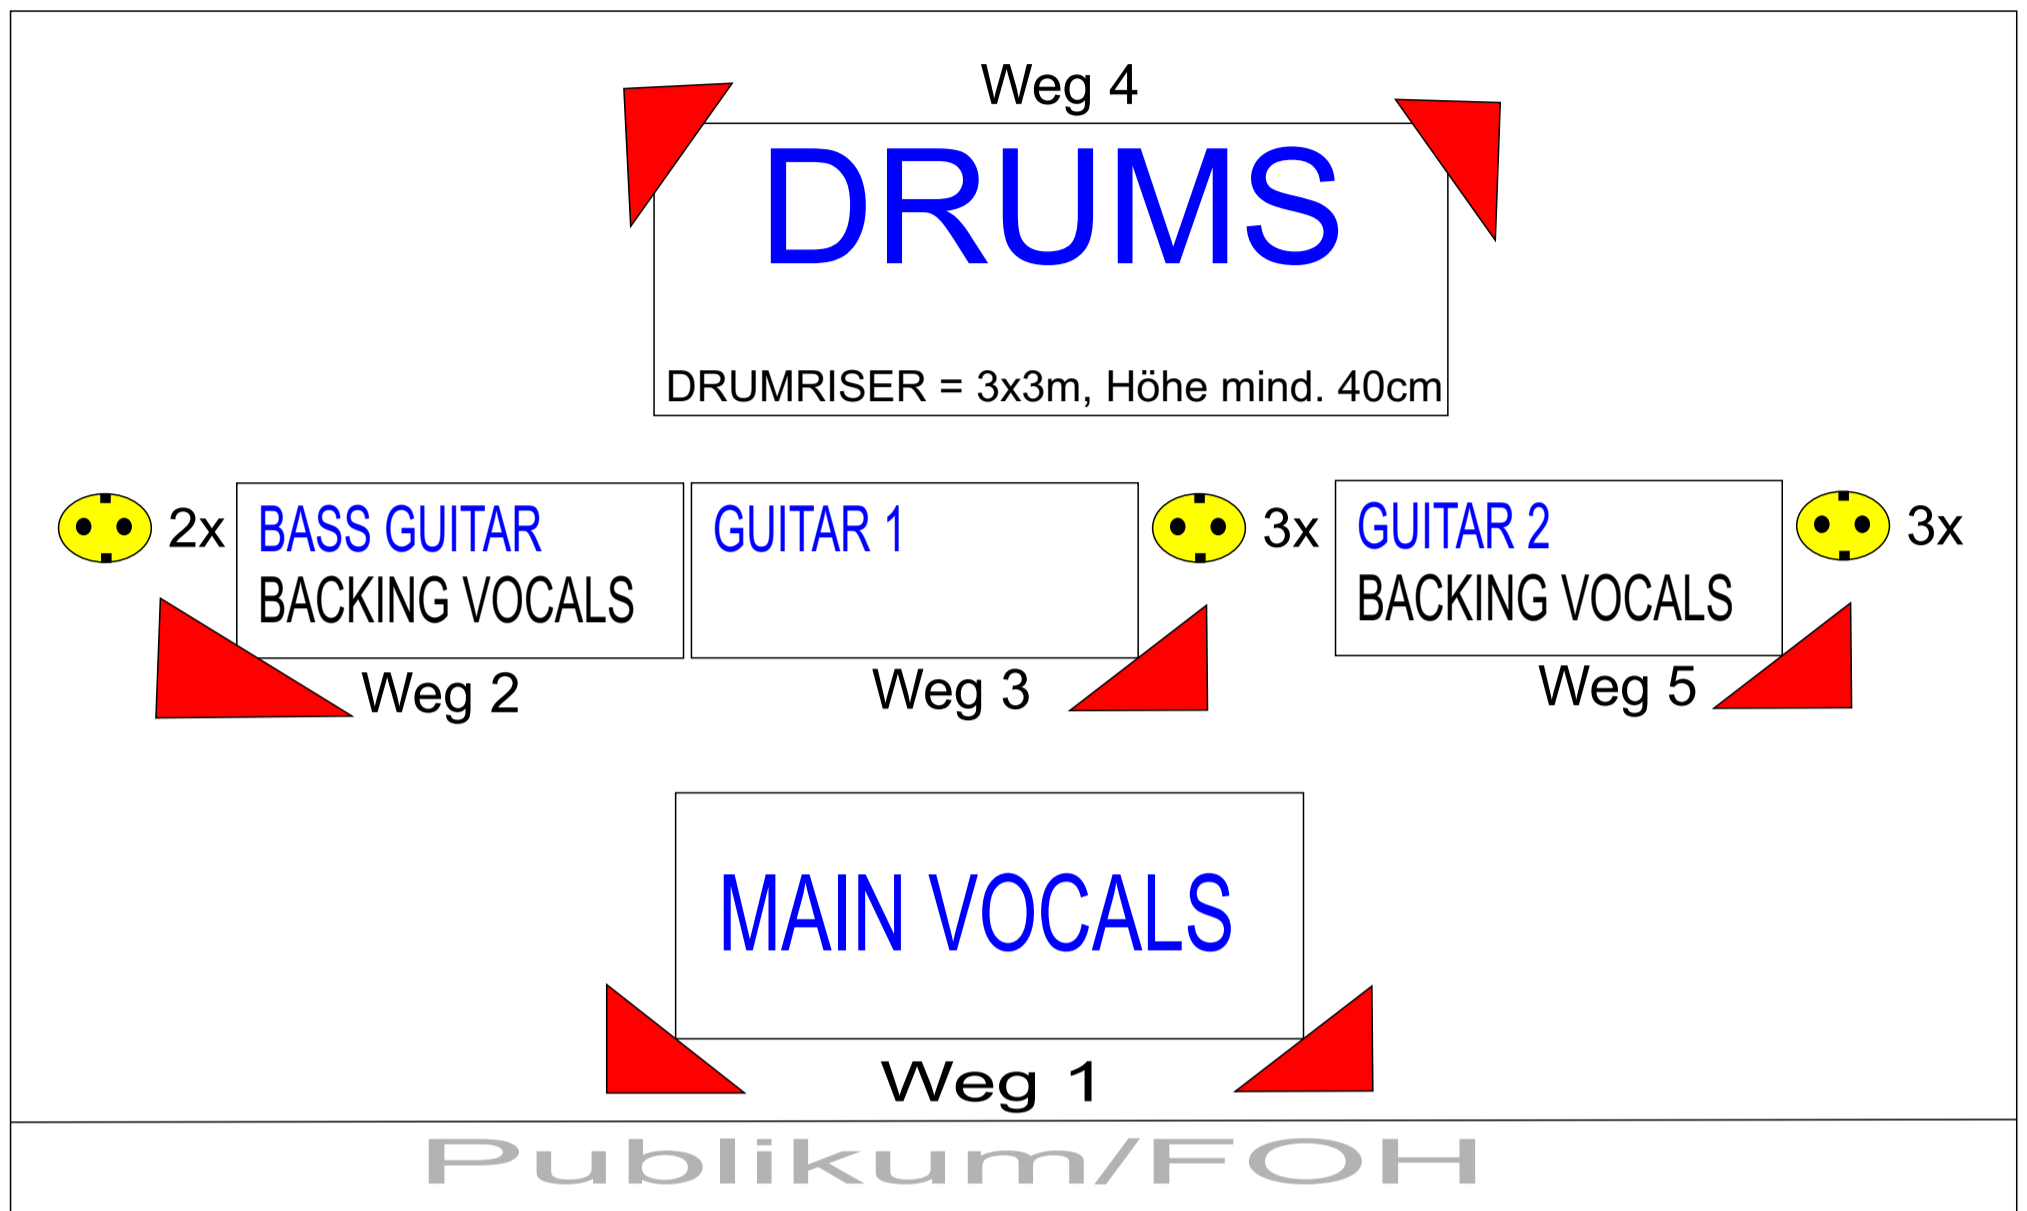 Weg 4
DRUMS
DRUMRISER = 3x3m, Höhe mind. 40cm
2x
BASS GUITAR
BACKING VOCALS
Weg 2
GUITAR 1
3x
Weg 3
GUITAR 2
BACKING VOCALS
3x
Weg 5
MAIN VOCALS
Weg 1
Publikum/FOH